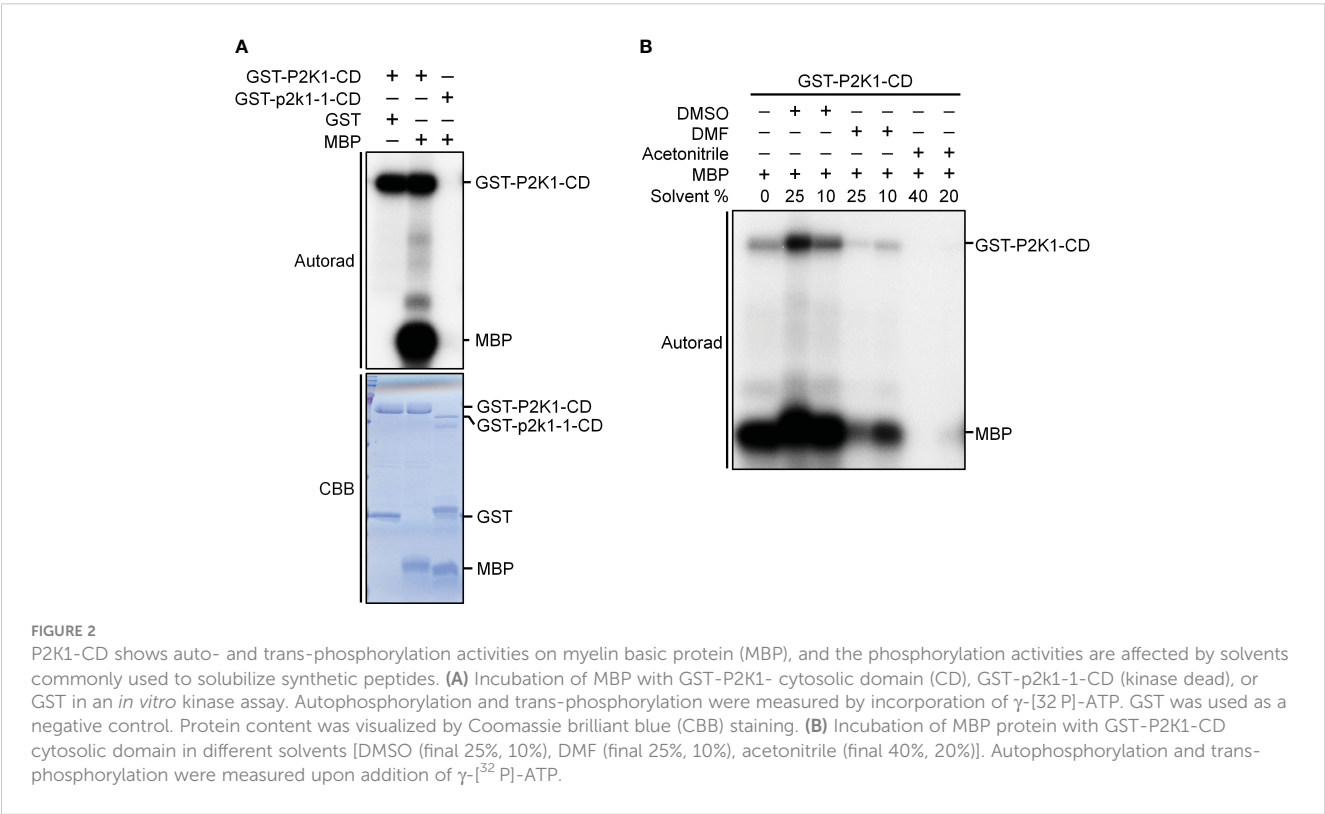 A
GST-P2K1-CD + + –
GST-p2k1-1-CD – – +
GST + – –
MBP – + +
Autorad
GST-P2K1-CD
MBP
CBB
GST-P2K1-CD
GST-p2k1-1-CD
GST
MBP
B
GST-P2K1-CD
DMSO – + + – – – –
DMF – – – + + – –
Acetonitrile – – – – – + +
MBP + + + + + + +
Solvent % 0 25 10 25 10 40 20
Autorad
GST-P2K1-CD
MBP
FIGURE 2
P2K1-CD shows auto- and trans-phosphorylation activities on myelin basic protein (MBP), and the phosphorylation activities are affected by solvents
commonly used to solubilize synthetic peptides. (A) Incubation of MBP with GST-P2K1- cytosolic domain (CD), GST-p2k1-1-CD (kinase dead), or
GST in an in vitro kinase assay. Autophosphorylation and trans-phosphorylation were measured by incorporation of γ-[32 P]-ATP. GST was used as a
negative control. Protein content was visualized by Coomassie brilliant blue (CBB) staining. (B) Incubation of MBP protein with GST-P2K1-CD
cytosolic domain in different solvents [DMSO (final 25%, 10%), DMF (final 25%, 10%), acetonitrile (final 40%, 20%)]. Autophosphorylation and trans-
phosphorylation were measured upon addition of γ-[³² P]-ATP.